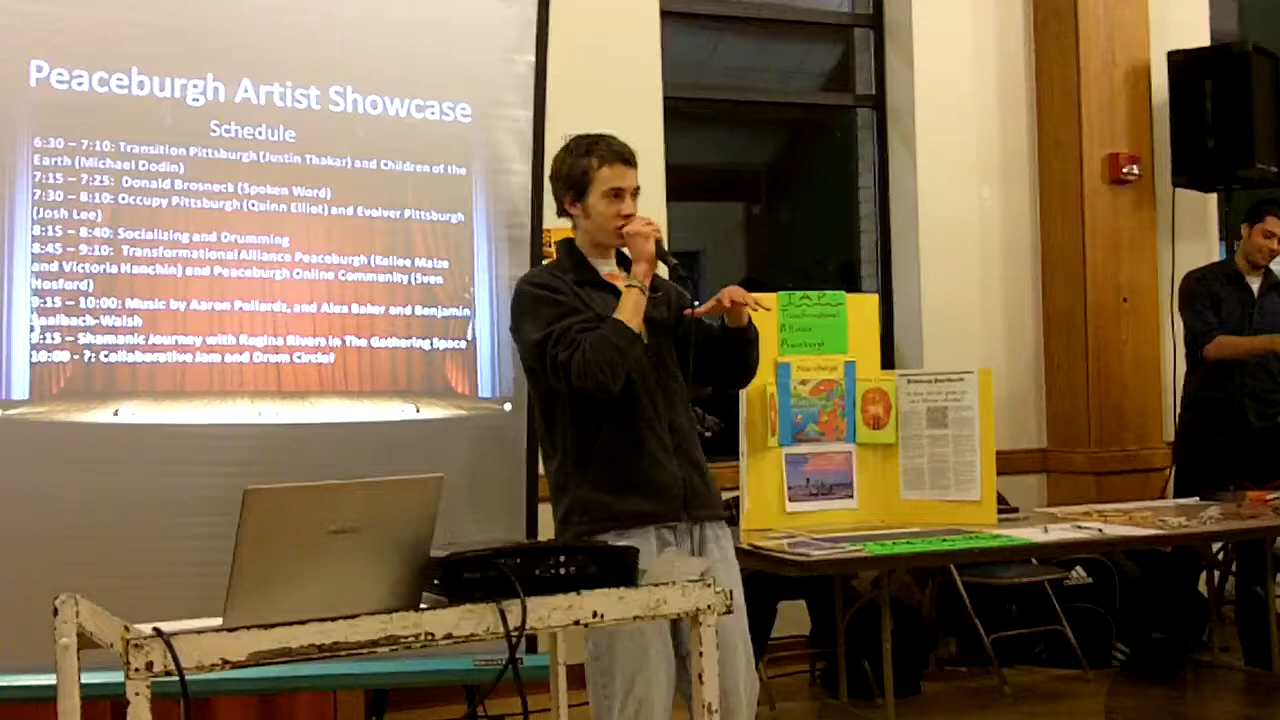 Peaceburgh Artist Showcase
Schedule
6:30 – 7:10: Transition Pittsburgh (Justin Thakar) and Children of the
Earth (Michael Dodin)
7:15 – 7:25: Donald Brosneck (Spoken Word)
7:30 – 8:10: Occupy Pittsburgh (Quinn Elliot) and Evolver Pittsburgh
(Josh Lee)
8:15 – 8:40: Socializing and Drumming
8:45 – 9:10: Transformational Alliance Peaceburgh (Kellee Maize
and Victoria Hanchin) and Peaceburgh Online Community (Sven
Hosford)
9:15 – 10:00: Music by Aaron Pollards, and Alex Baker and Benjamin
Saalbach-Walsh
9:15 – Shamanic Journey with Regina Rivers in The Gathering Space
10:00 - ?: Collaborative Jam and Drum Circle!
T.A.P.
Transformational
Alliance
Peaceburgh
adidas